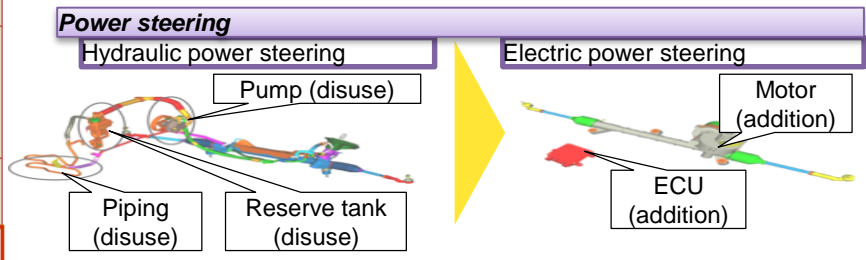 Power steering
Hydraulic power steering
Electric power steering
Pump (disuse)
Motor
(addition)
Piping
(disuse)
Reserve tank
(disuse)
ECU
(addition)